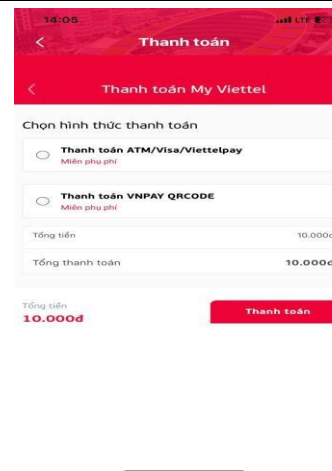 14:05
LTE
Thanh toán
Thanh toán My Viettel
Chọn hình thức thanh toán
Thanh toán ATM/Visa/Viettelpay
Miễn phụ phí
Thanh toán VNPAY QRCODE
Miễn phụ phí
Tổng tiền 10.000đ
Tổng thanh toán 10.000đ
Tổng tiền
10.000đ
Thanh toán